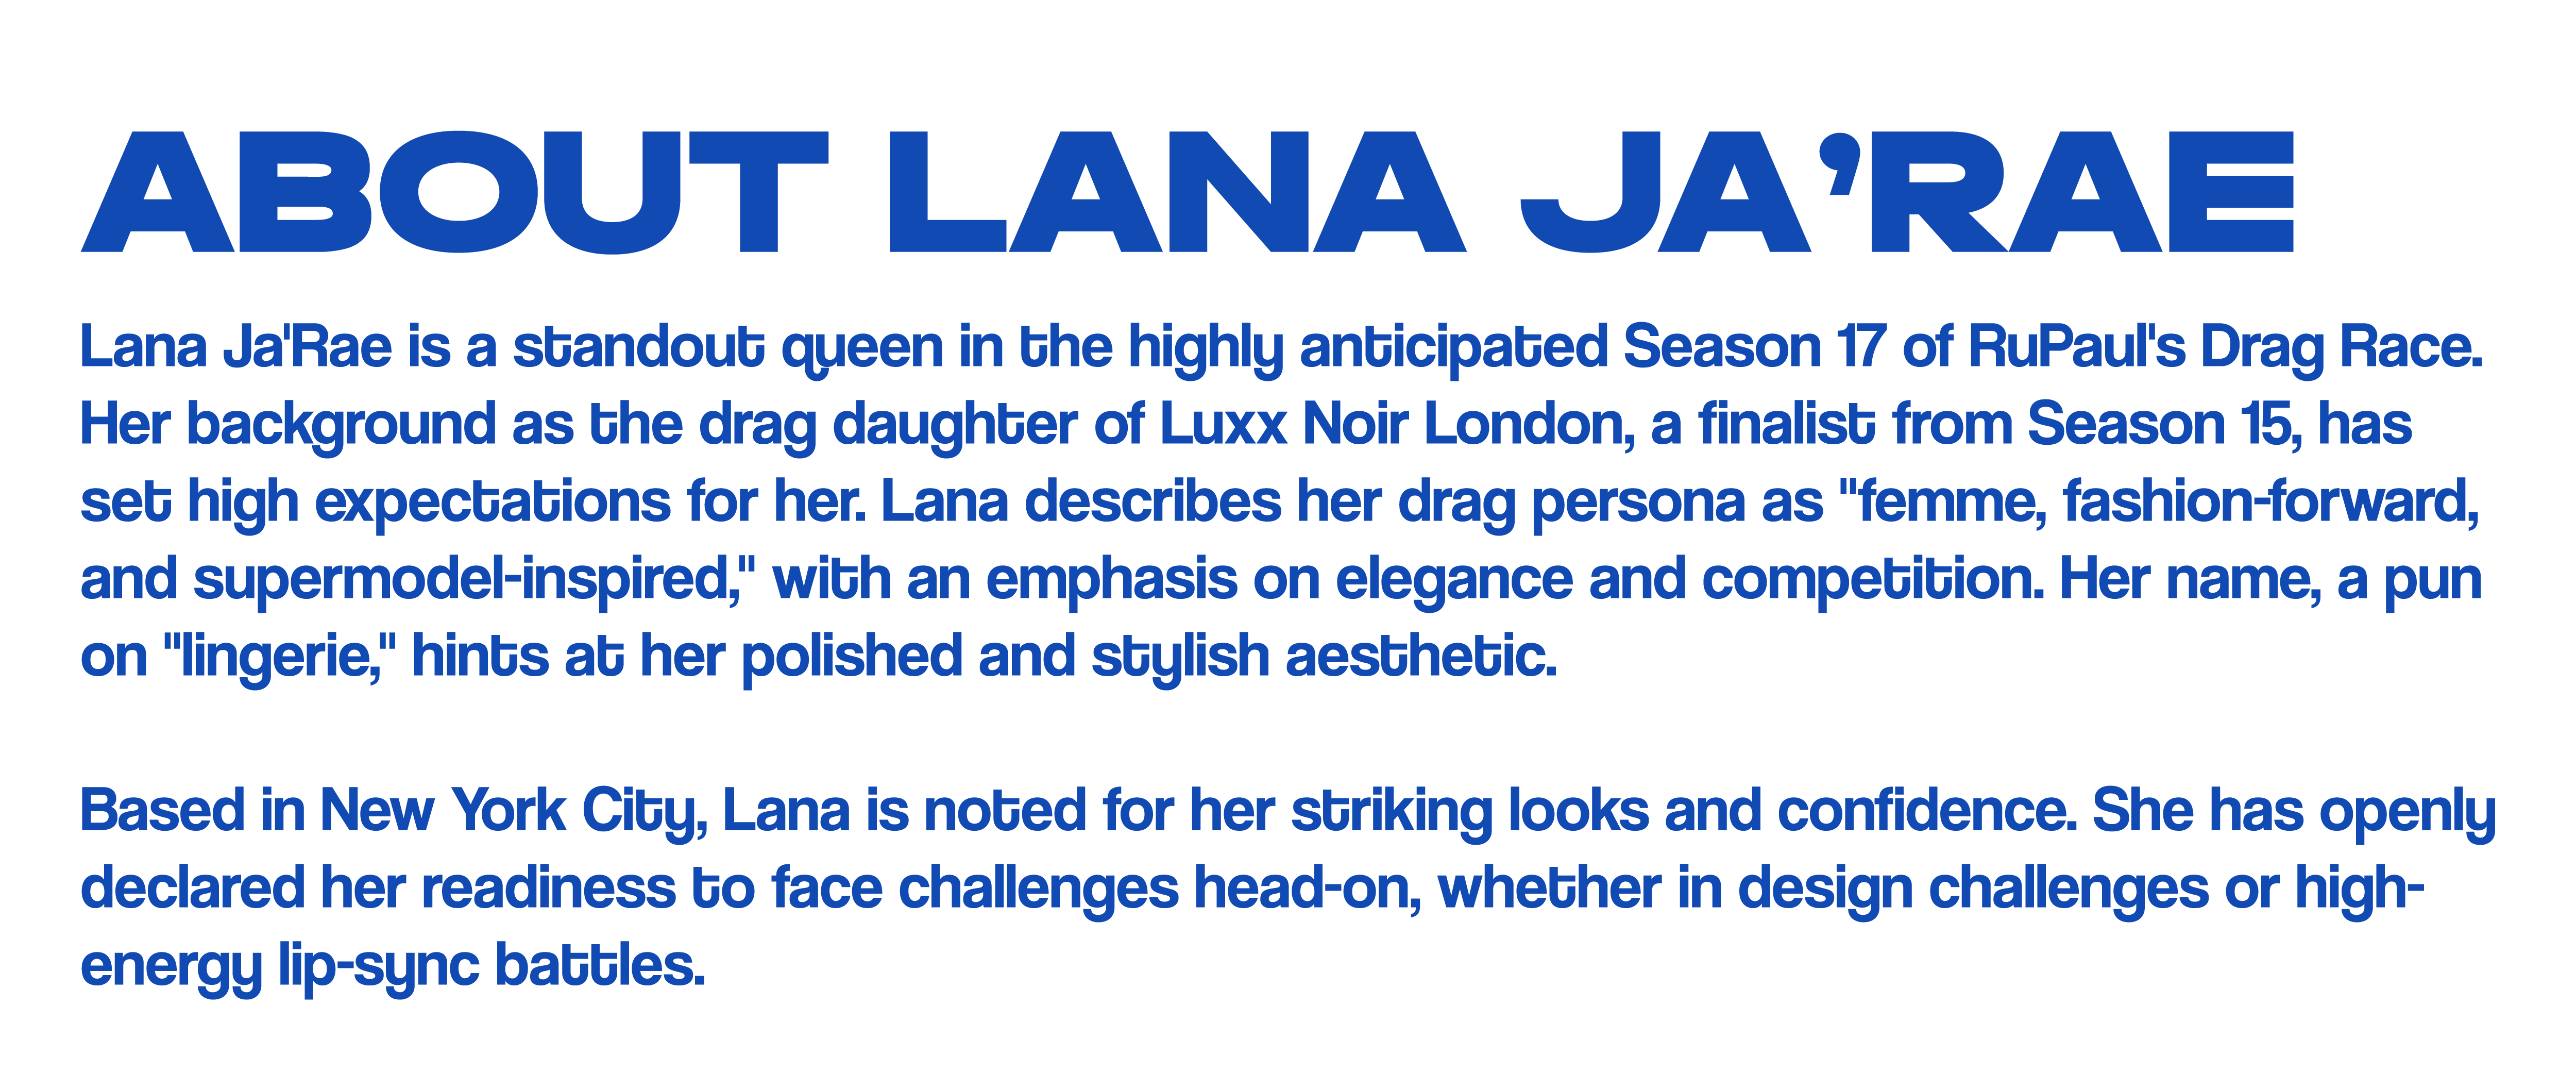 ABOUT LANA JA’RAE
Lana Ja'Rae is a standout queen in the highly anticipated Season 17 of RuPaul's Drag Race.
Her background as the drag daughter of Luxx Noir London, a finalist from Season 15, has
set high expectations for her. Lana describes her drag persona as "femme, fashion-forward,
and supermodel-inspired," with an emphasis on elegance and competition. Her name, a pun
on "lingerie," hints at her polished and stylish aesthetic.
Based in New York City, Lana is noted for her striking looks and confidence. She has openly
declared her readiness to face challenges head-on, whether in design challenges or high-
energy lip-sync battles.